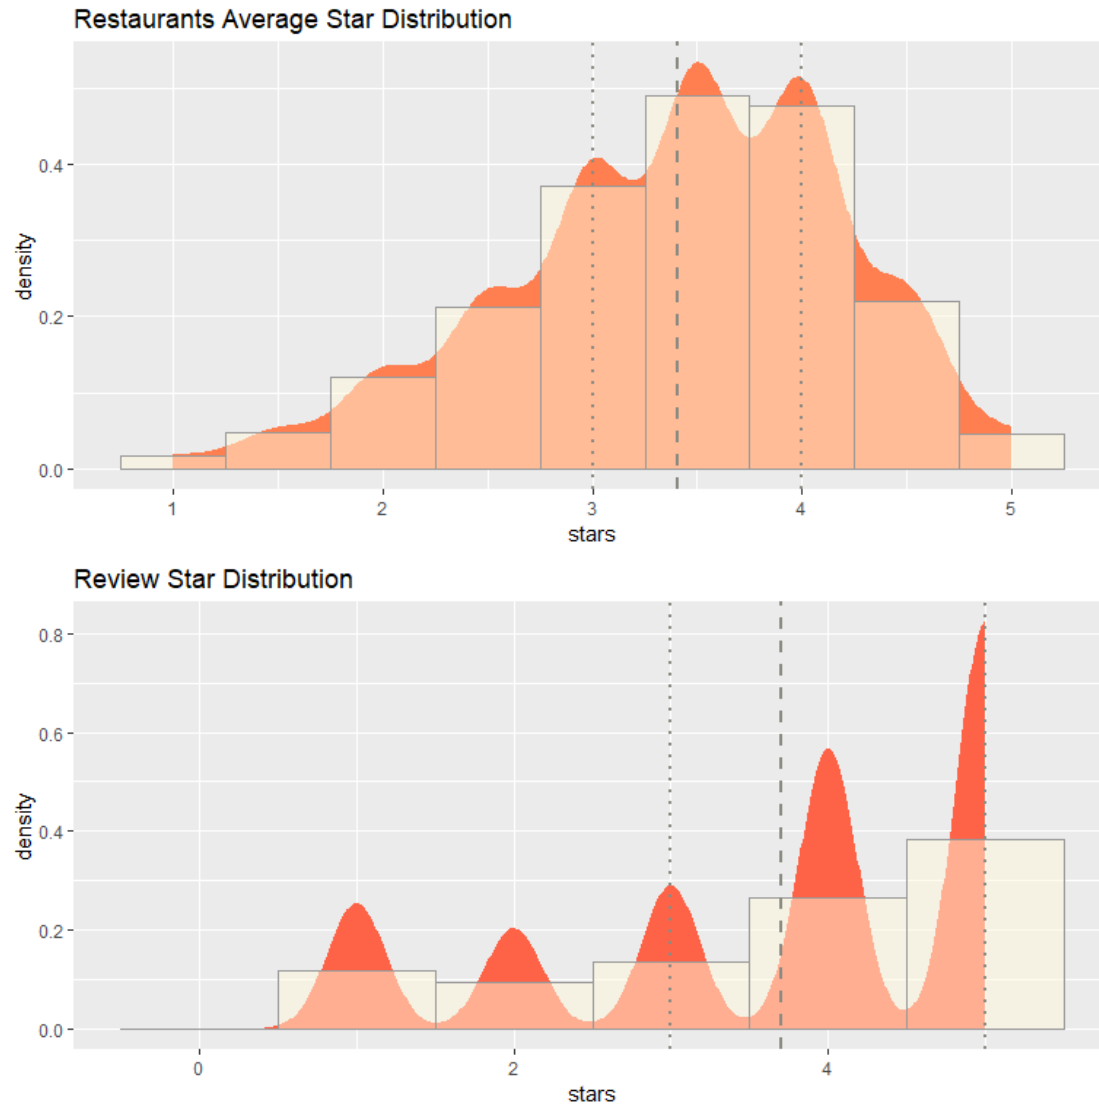 Restaurants Average Star Distribution
density
0.4
0.2
0.0
1 2 3 4 5
stars
Review Star Distribution
density
0.8
0.6
0.4
0.2
0.0
0 2 4
stars